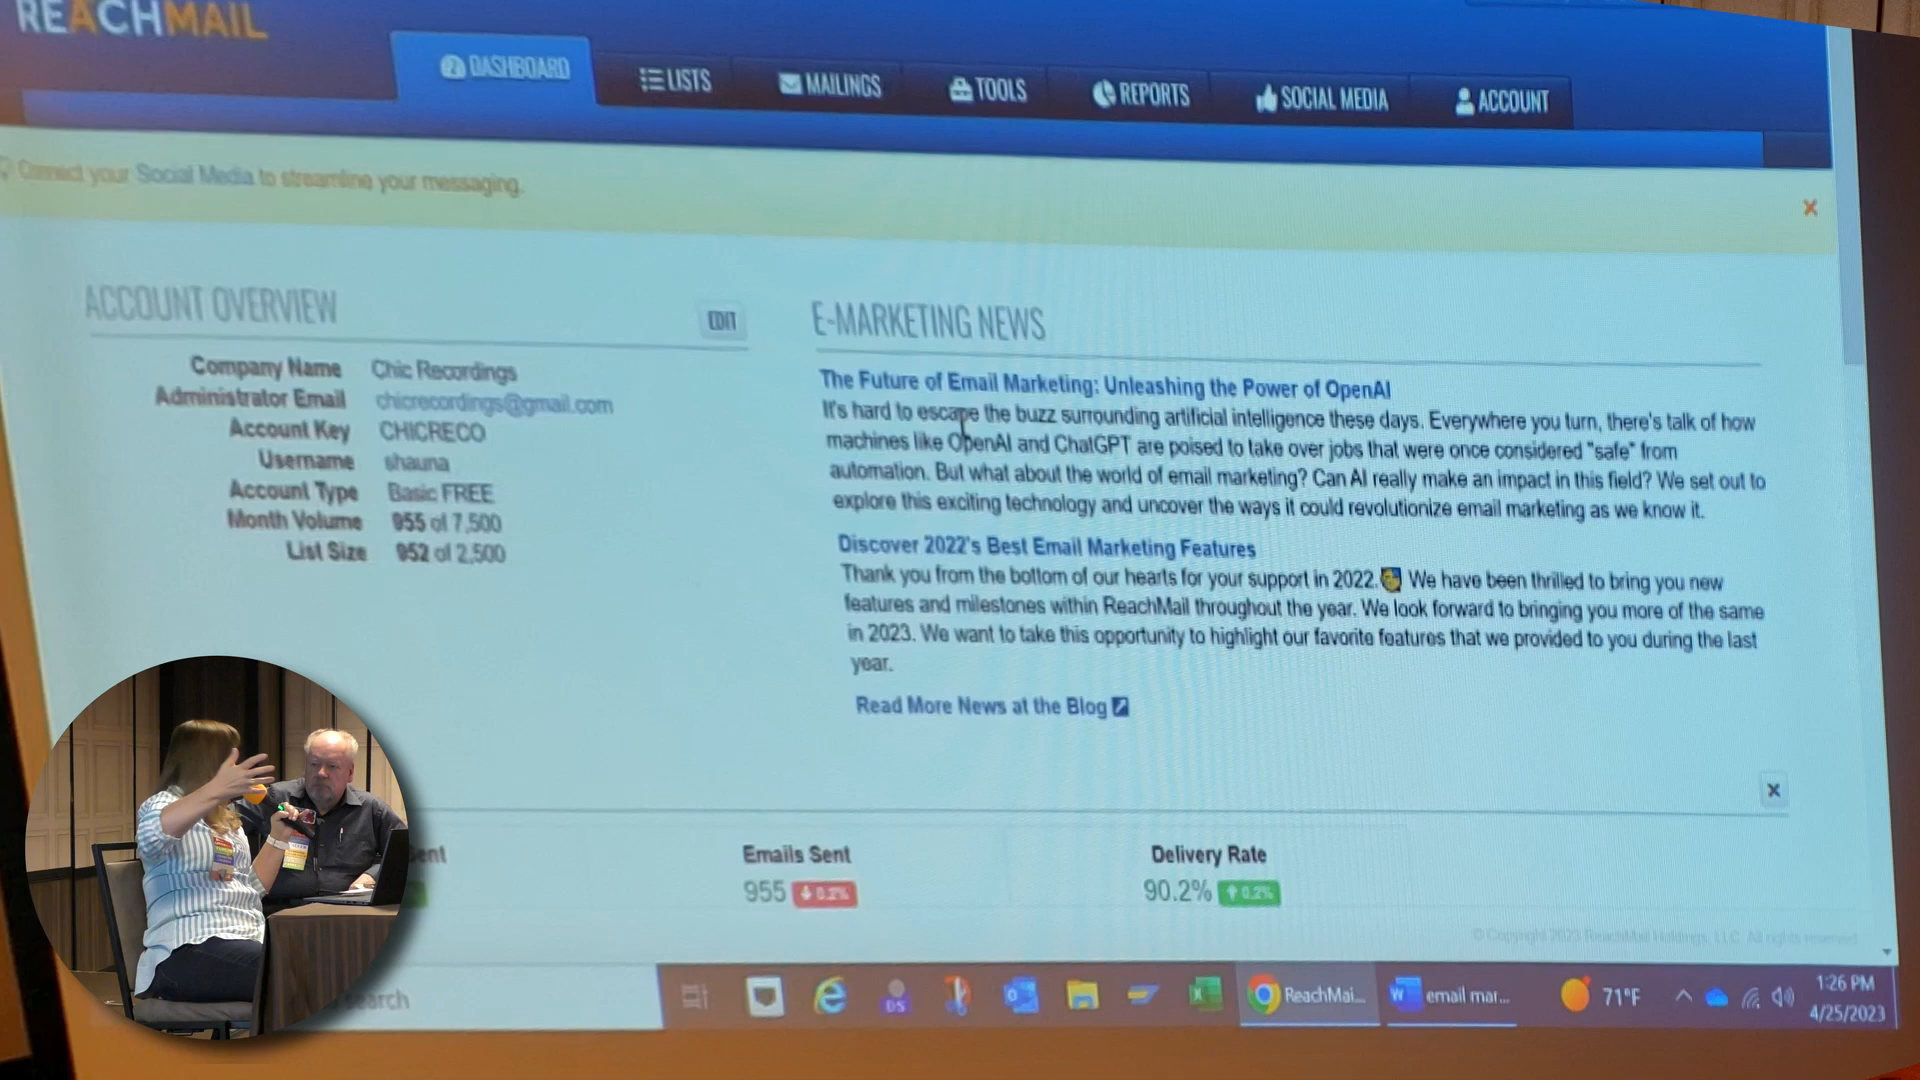 REACHMAIL
DASHBOARD
LISTS
MAILINGS
TOOLS
REPORTS
SOCIAL MEDIA
ACCOUNT
Connect your Social Media to streamline your messaging.
ACCOUNT OVERVIEW
EDIT
Company Name Chic Recordings
Administrator Email chicrecordings@gmail.com
Account Key CHICRECO
Username shauna
Account Type Basic FREE
Month Volume 955 of 7,500
List Size 952 of 2,500
E-MARKETING NEWS
The Future of Email Marketing: Unleashing the Power of OpenAI
It's hard to escape the buzz surrounding artificial intelligence these days. Everywhere you turn, there's talk of how
machines like OpenAI and ChatGPT are poised to take over jobs that were once considered "safe" from
automation. But what about the world of email marketing? Can AI really make an impact in this field? We set out to
explore this exciting technology and uncover the ways it could revolutionize email marketing as we know it.
Discover 2022's Best Email Marketing Features
Thank you from the bottom of our hearts for your support in 2022. We have been thrilled to bring you new
features and milestones within ReachMail throughout the year. We look forward to bringing you more of the same
in 2023. We want to take this opportunity to highlight our favorite features that we provided to you during the last
year.
Read More News at the Blog
Emails Sent
955 0.2%
Delivery Rate
90.2% 0.2%
© Copyright 2023 ReachMail Holdings, LLC. All rights reserved.
DS
ReachMai...
email mar...
71°F
1:26 PM
4/25/2023